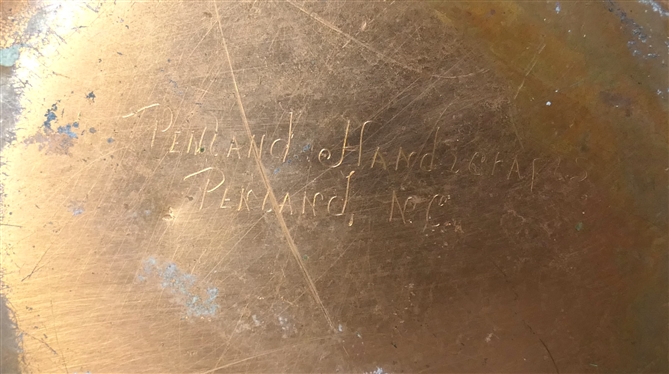 Penland Handicrafts
Penland, N.C.